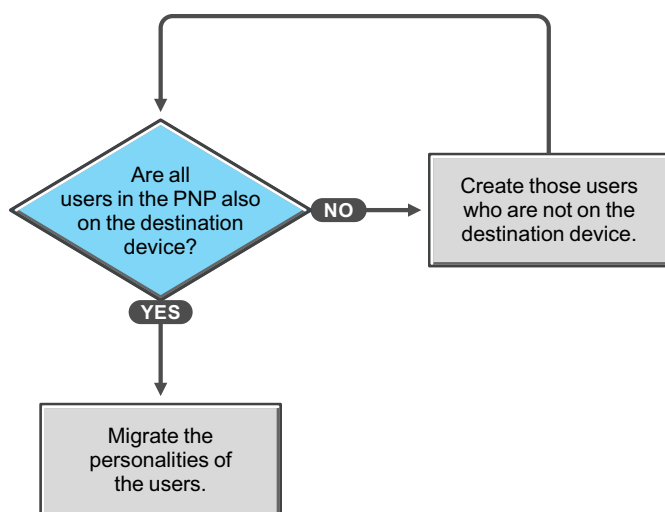 Are all
users in the PNP also
on the destination
device?
NO
Create those users
who are not on the
destination device.
YES
Migrate the
personalities of
the users.